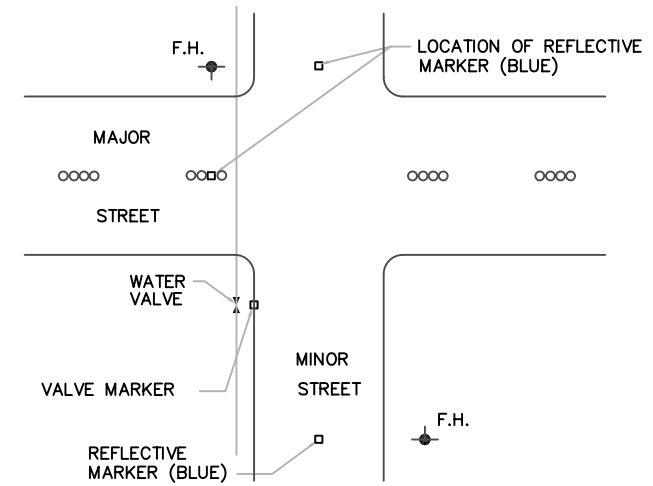 F.H.
LOCATION OF REFLECTIVE
MARKER (BLUE)
MAJOR
STREET
WATER
VALVE
MINOR
STREET
VALVE MARKER
F.H.
REFLECTIVE
MARKER (BLUE)